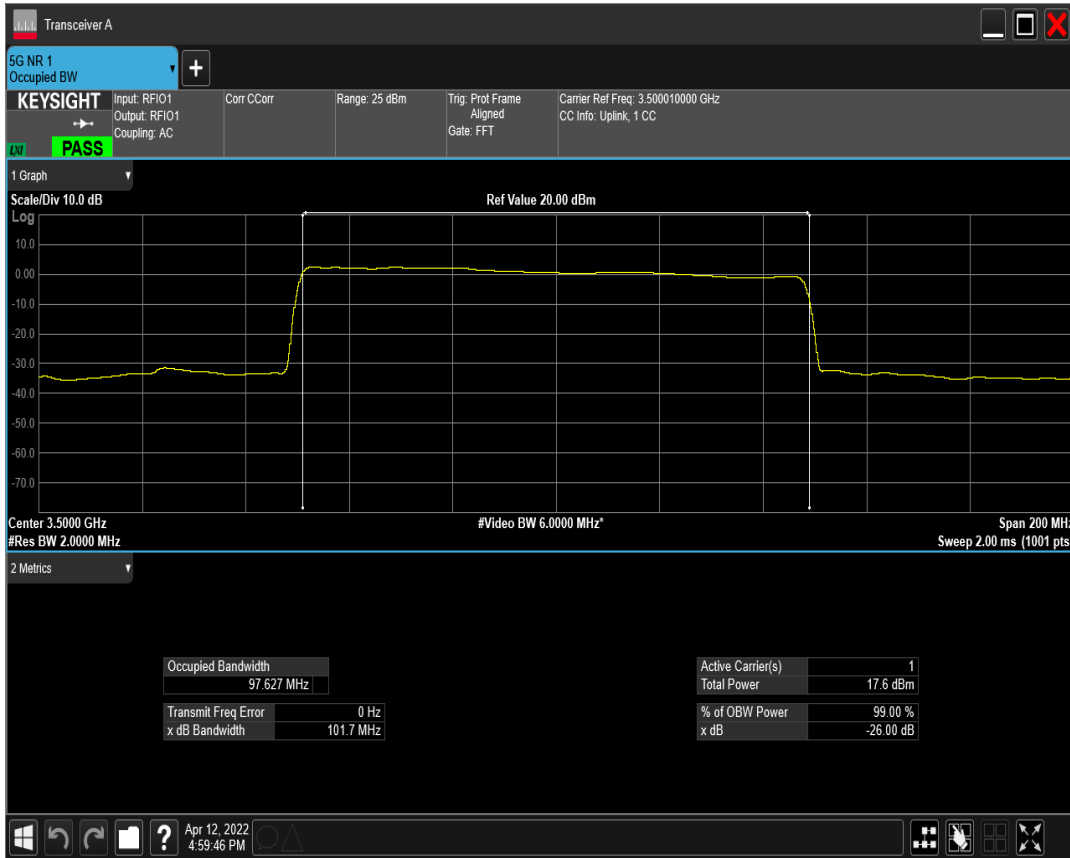 Transceiver A
5G NR 1
Occupied BW
KEYSIGHT
Input: RFIO1
Output: RFIO1
Coupling: AC
Corr CCorr
Range: 25 dBm
Trig: Prot Frame
Aligned
Gate: FFT
Carrier Ref Freq: 3.500010000 GHz
CC Info: Uplink, 1 CC
LXI
PASS
1 Graph
Scale/Div 10.0 dB
Ref Value 20.00 dBm
Log
10.0
0.00
-10.0
-20.0
-30.0
-40.0
-50.0
-60.0
-70.0
Center 3.5000 GHz
#Video BW 6.0000 MHz*
Span 200 MHz
#Res BW 2.0000 MHz
Sweep 2.00 ms (1001 pts
2 Metrics
Occupied Bandwidth
97.627 MHz
Transmit Freq Error 0 Hz
x dB Bandwidth 101.7 MHz
Active Carrier(s) 1
Total Power 17.6 dBm
% of OBW Power 99.00 %
x dB -26.00 dB
?
Apr 12, 2022
4:59:46 PM